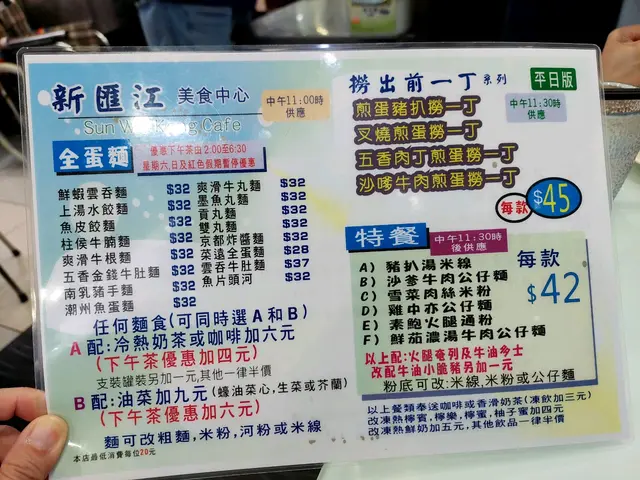 新匯江 美食中心
Sun Wui Kong Cafe
中午11:00時
供應
全蛋麵
優惠下午茶由2:00至6:30
星期六,日及紅色假期暫停優惠
鮮蝦雲吞麵 $32
上湯水餃麵 $32
魚皮餃麵 $32
柱侯牛腩麵 $32
爽滑牛根麵 $32
五香金錢牛肚麵 $32
南乳豬手麵 $32
潮州魚蛋麵 $32
爽滑牛丸麵 $32
墨魚丸麵 $32
貢丸麵 $32
雙丸麵 $32
京都炸醬麵 $32
菜遠全蛋麵 $28
雲吞牛肚麵 $37
魚片頭河 $32
任何麵食(可同時選A和B)
A配:冷熱奶茶或咖啡加六元
(下午茶優惠加四元)
支裝罐裝另加一元,其他一律半價
B配:油菜加九元(蠔油菜心,生菜或芥蘭)
(下午茶優惠加六元)
麵可改粗麵,米粉,河粉或米線
本店最低消費每位20元
撈出前一丁系列
平日版
中午11:30時
供應
煎蛋豬扒撈一丁
叉燒煎蛋撈一丁
五香肉丁煎蛋撈一丁
沙嗲牛肉煎蛋撈一丁
每款 $45
特餐
中午11:30時
後供應
A) 豬扒湯米線
B) 沙爹牛肉公仔麵
C) 雪菜肉絲米粉
D) 雞中亦公仔麵
E) 素鮑火腿通粉
F) 鮮茄濃湯牛肉公仔麵
每款
$42
以上配:火腿奄列及牛油今士
改配牛油小脆豬另加一元
粉底可改:米線,米粉或公仔麵
以上餐類奉送咖啡或香滑奶茶(凍飲加三元)
改凍熱檸賓,檸樂,檸蜜,柚子蜜加四元
改凍熱鮮奶加五元,其他飲品一律半價